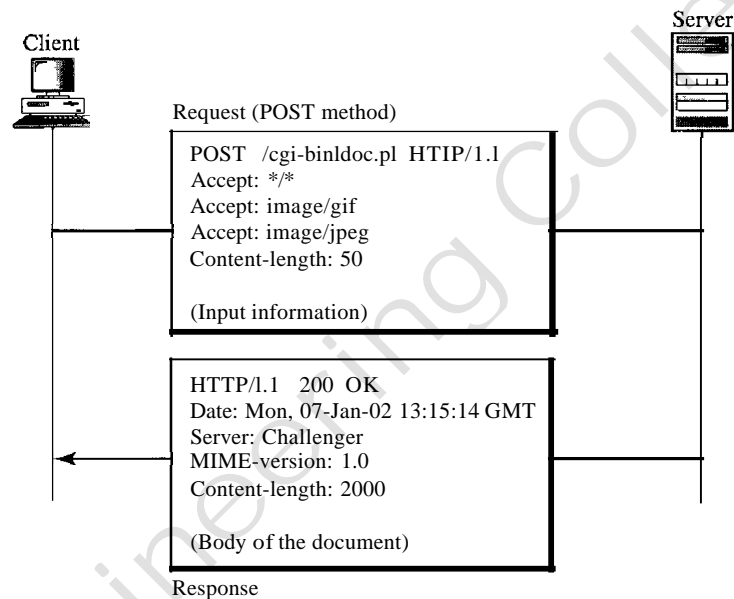 Server
Client
Request (POST method)
POST /cgi-binldoc.pl HTIP/1.l
Accept: */*
Accept: image/gif
Accept: image/jpeg
Content-length: 50
(Input information)
HTTP/l.1 200 OK
Date: Mon, 07-Jan-02 13:15:14 GMT
Server: Challenger
MIME-version: 1.0
Content-length: 2000
(Body of the document)
Response
ineering Colle